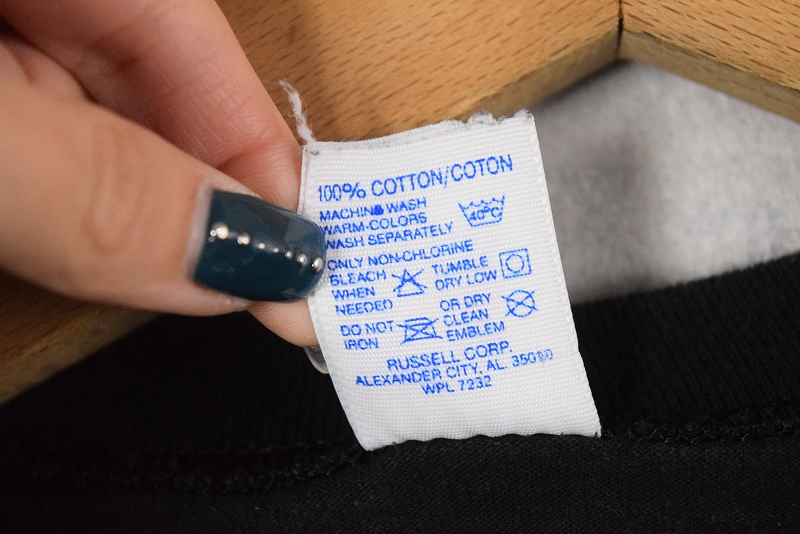 100% COTTON/COTON
MACHINE WASH
WARM-COLORS
WASH SEPARATELY
40°C
ONLY NON-CHLORINE
BLEACH
WHEN
NEEDED
TUMBLE
DRY LOW
DO NOT
IRON
OR DRY
CLEAN
EMBLEM
RUSSELL CORP.
ALEXANDER CITY, AL.
WPL 7232